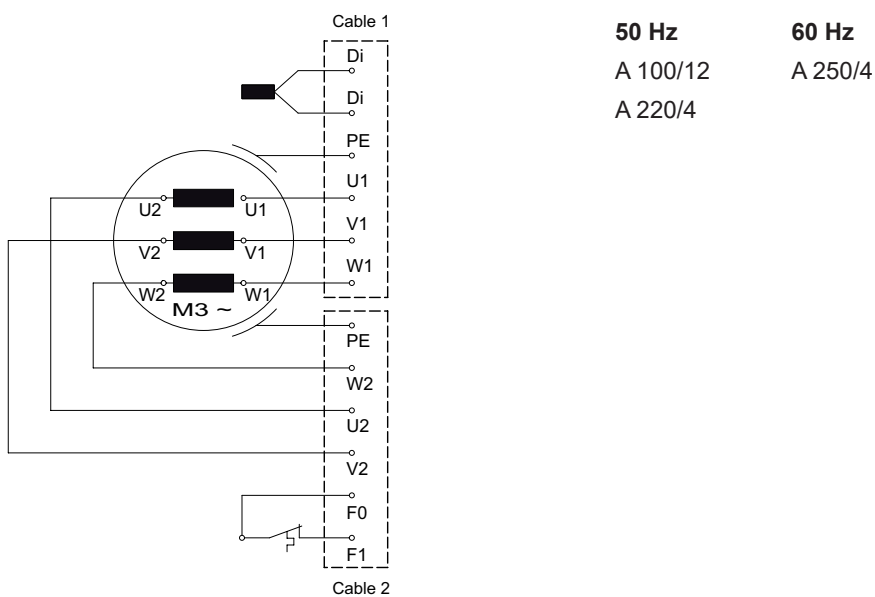 Cable 1
Di
Di
PE
U1
V1
W1
U2 U1
V2 V1
W2 W1
M3 ~
PE
W2
U2
V2
F0
F1
Cable 2
50 Hz 60 Hz
A 100/12 A 250/4
A 220/4